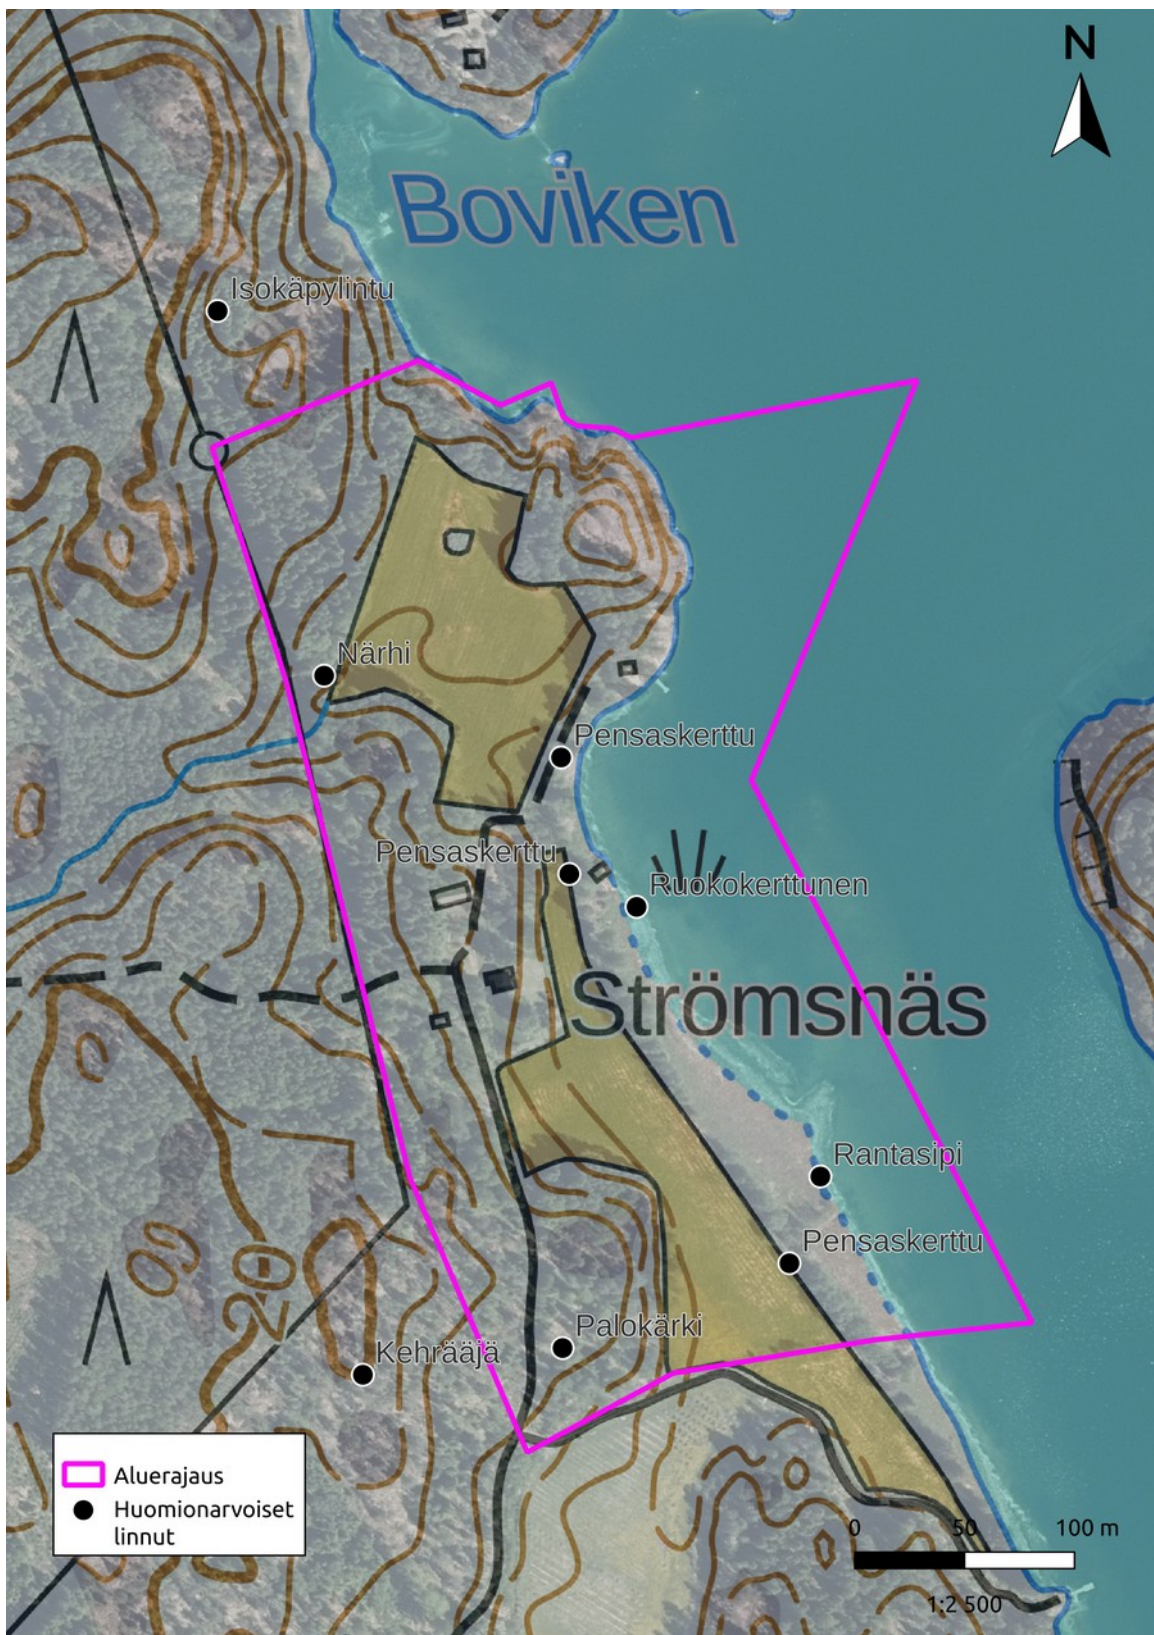 N
Boviken
Isokäpylintu
Närhi
Pensaskerttu
Pensaskerttu
Ruokokerttunen
Strömsnäs
Rantasipi
Pensaskerttu
20
Palokärki
Kehrääjä
Aluerajaus
Huomionarvoiset
linnut
0 50 100 m
1:2 500